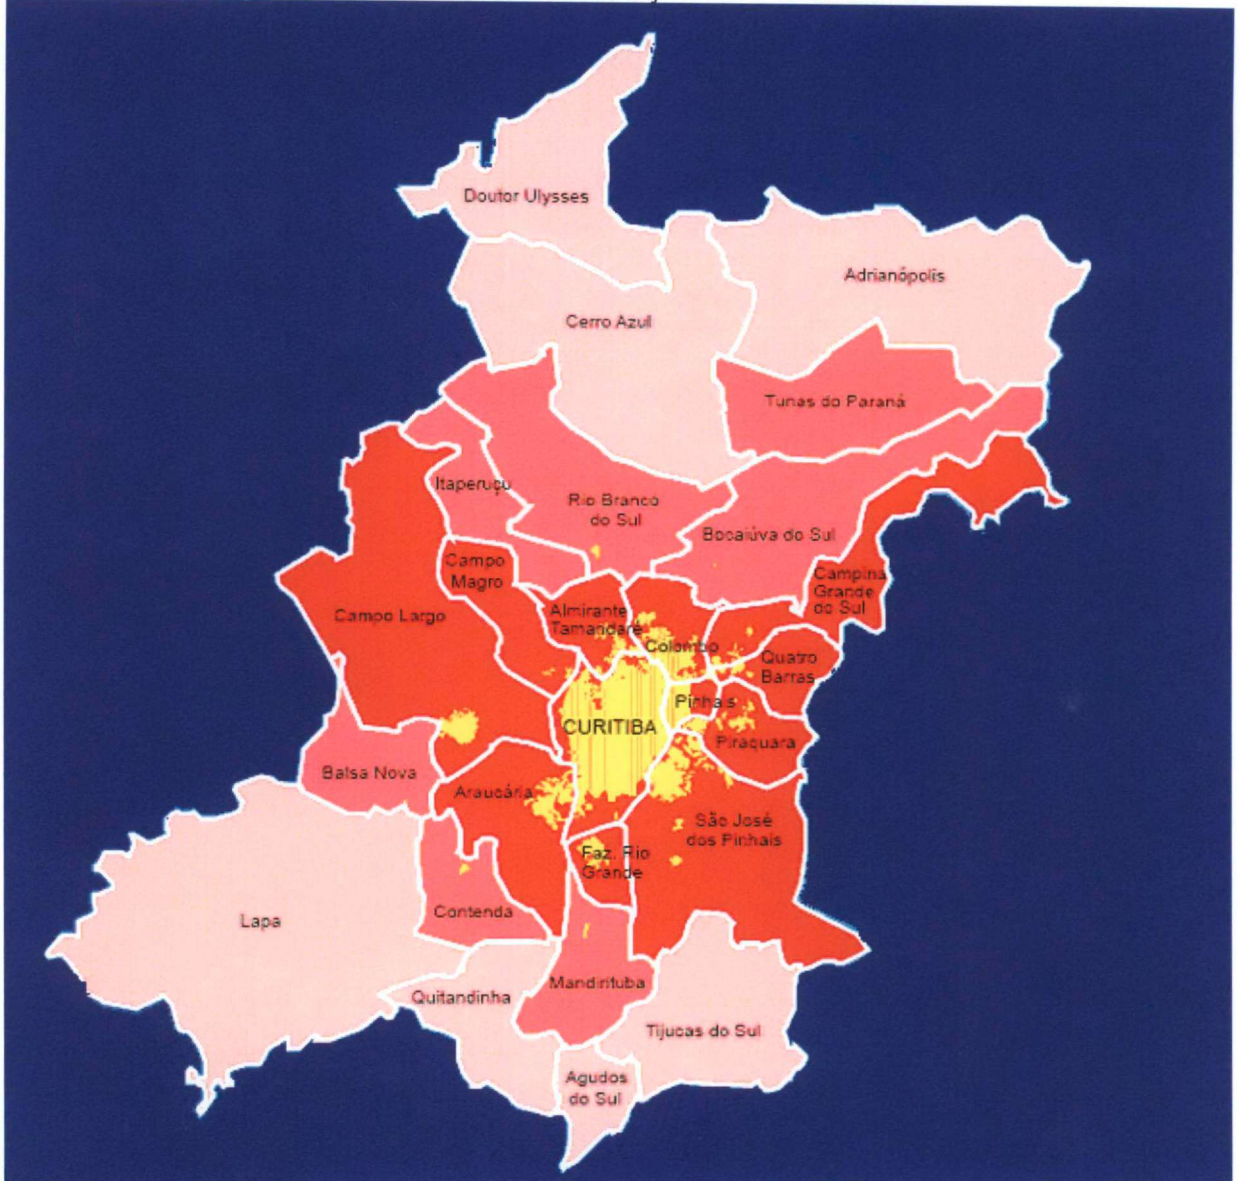 Doutor Ulysses
Adrianópolis
Cerro Azul
Tunas do Paraná
Itaperuçu
Rio Branco
do Sul
Bocaiúva do Sul
Campo
Magro
Campina
Grande
do Sul
Campo Largo
Almirante
Tamandaré
Colombo
Quatro
Barras
Pinhais
CURITIBA
Piraquara
Balsa Nova
Araucária
São José
dos Pinhais
Faz. Rio
Grande
Lapa
Contenda
Mandirituba
Quitandinha
Tijucas do Sul
Agudos
do Sul